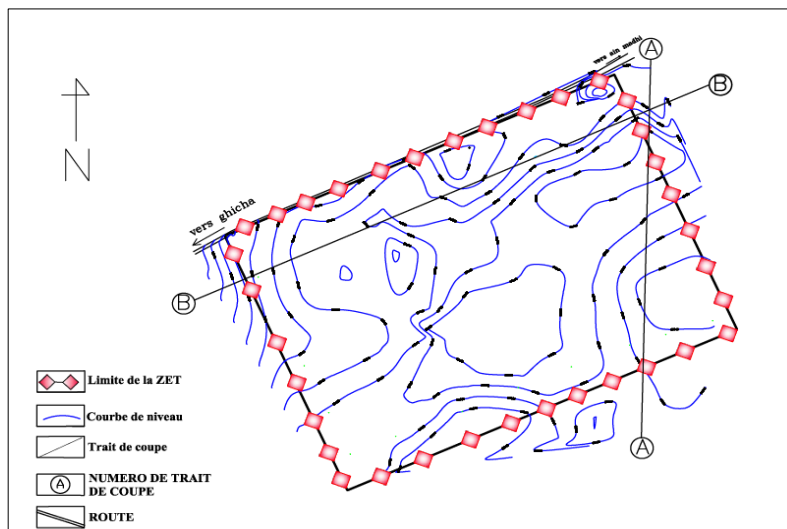 vers ain madhi
A
B
N
vers ghicha
B
Limite de la ZET
Courbe de niveau
Trait de coupe
A
NUMERO DE TRAIT
DE COUPE
ROUTE
A